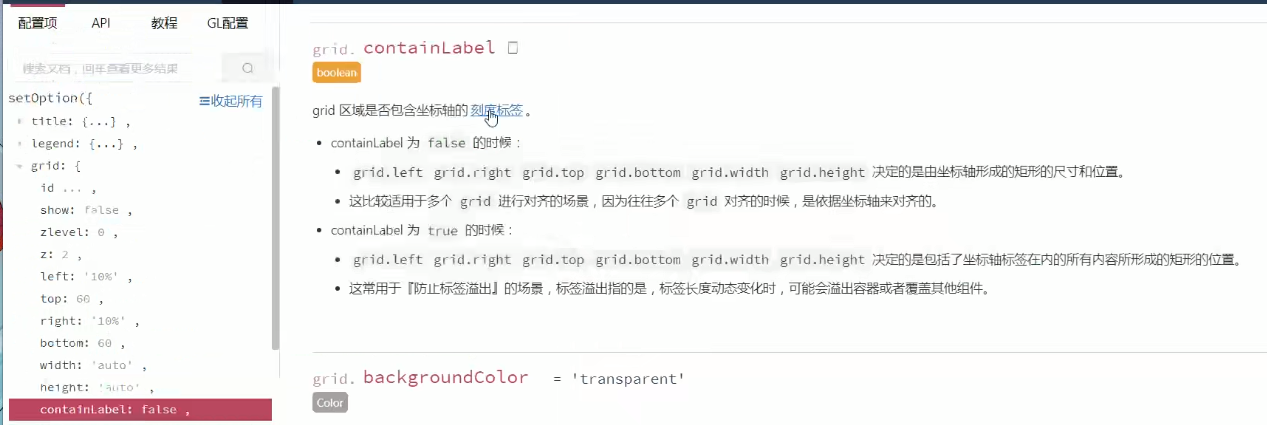 配置项 API 教程 GL配置
搜索文档，回车查看更多结果
setOption({ 收起所有
title: {...} ,
legend: {...} ,
grid: {
id ... ,
show: false ,
zlevel: 0 ,
z: 2 ,
left: '10%' ,
top: 60 ,
right: '10%' ,
bottom: 60 ,
width: 'auto' ,
height: 'auto' ,
containLabel: false ,
grid. containLabel
boolean
grid 区域是否包含坐标轴的 刻度标签 。
containLabel 为 false 的时候：
grid.left grid.right grid.top grid.bottom grid.width grid.height 决定的是由坐标轴形成的矩形的尺寸和位置。
这比较适用于多个 grid 进行对齐的场景，因为往往多个 grid 对齐的时候，是依据坐标轴来对齐的。
containLabel 为 true 的时候：
grid.left grid.right grid.top grid.bottom grid.width grid.height 决定的是包括了坐标轴标签在内的所有内容所形成的矩形的位置。
这常用于『防止标签溢出』的场景，标签溢出指的是，标签长度动态变化时，可能会溢出容器或者覆盖其他组件。
grid. backgroundColor = 'transparent'
Color